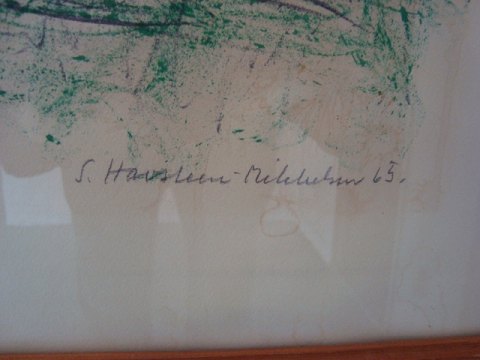 S. Havsteen-Mikkelsen 65.